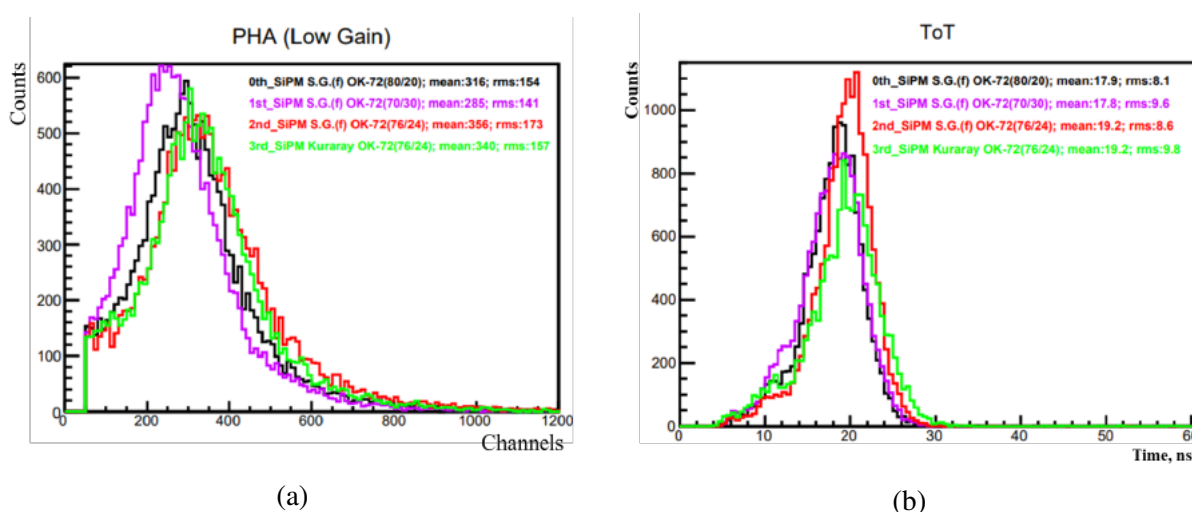 PHA (Low Gain)
Counts
0th_SiPM S.G.(f) OK-72(80/20); mean:316; rms:154
1st_SiPM S.G.(f) OK-72(70/30); mean:285; rms:141
2nd_SiPM S.G.(f) OK-72(76/24); mean:356; rms:173
3rd_SiPM Kuraray OK-72(76/24); mean:340; rms:157
600
500
400
300
200
100
0
0 200 400 600 800 1000 1200
Channels
(a)
ToT
Counts
0th_SiPM S.G.(f) OK-72(80/20); mean:17.9; rms:8.1
1st_SiPM S.G.(f) OK-72(70/30); mean:17.8; rms:9.6
2nd_SiPM S.G.(f) OK-72(76/24); mean:19.2; rms:8.6
3rd_SiPM Kuraray OK-72(76/24); mean:19.2; rms:9.8
1000
800
600
400
200
0
0 10 20 30 40 50
Time, ns
(b)